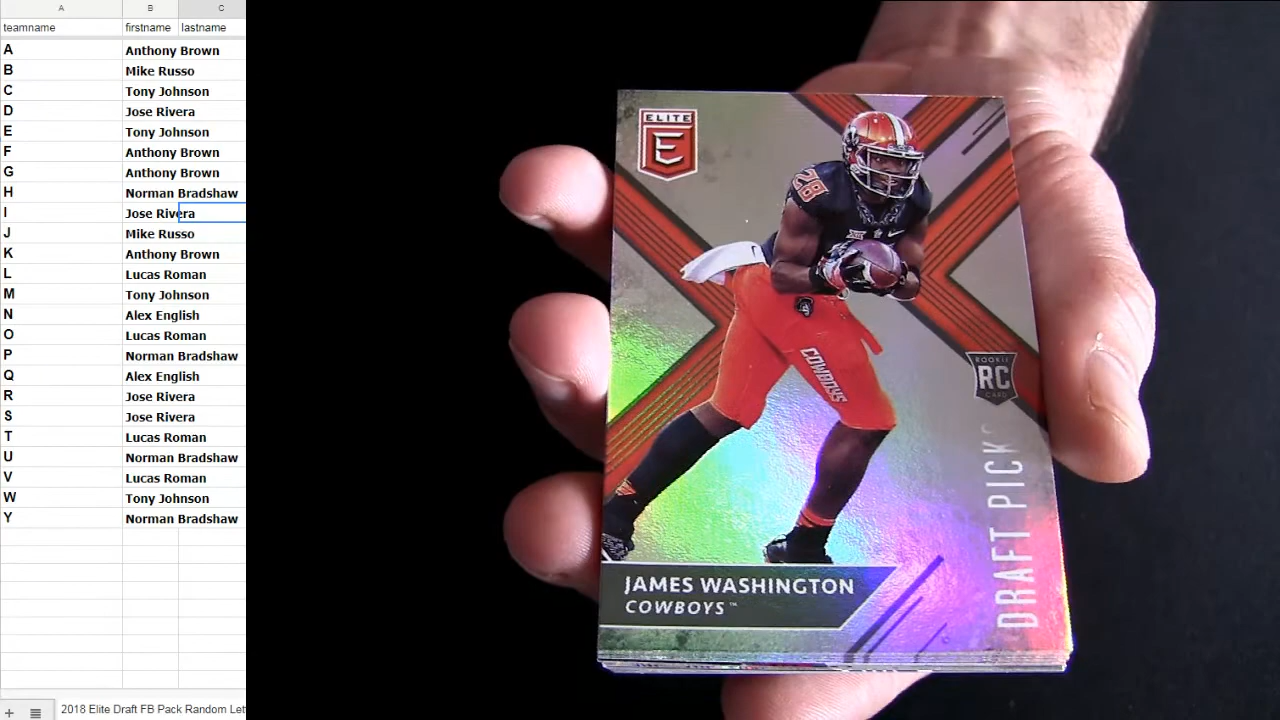 A B C
teamname firstname lastname
A Anthony Brown
B Mike Russo
C Tony Johnson
D Jose Rivera
E Tony Johnson
F Anthony Brown
G Anthony Brown
H Norman Bradshaw
I Jose Rivera
J Mike Russo
K Anthony Brown
L Lucas Roman
M Tony Johnson
N Alex English
O Lucas Roman
P Norman Bradshaw
Q Alex English
R Jose Rivera
S Jose Rivera
T Lucas Roman
U Norman Bradshaw
V Lucas Roman
W Tony Johnson
Y Norman Bradshaw
2018 Elite Draft FB Pack Random Let
ELITE
E
28
COWBOYS
ROOKIE
RC
CARD
DRAFT PICKS
JAMES WASHINGTON
COWBOYS™